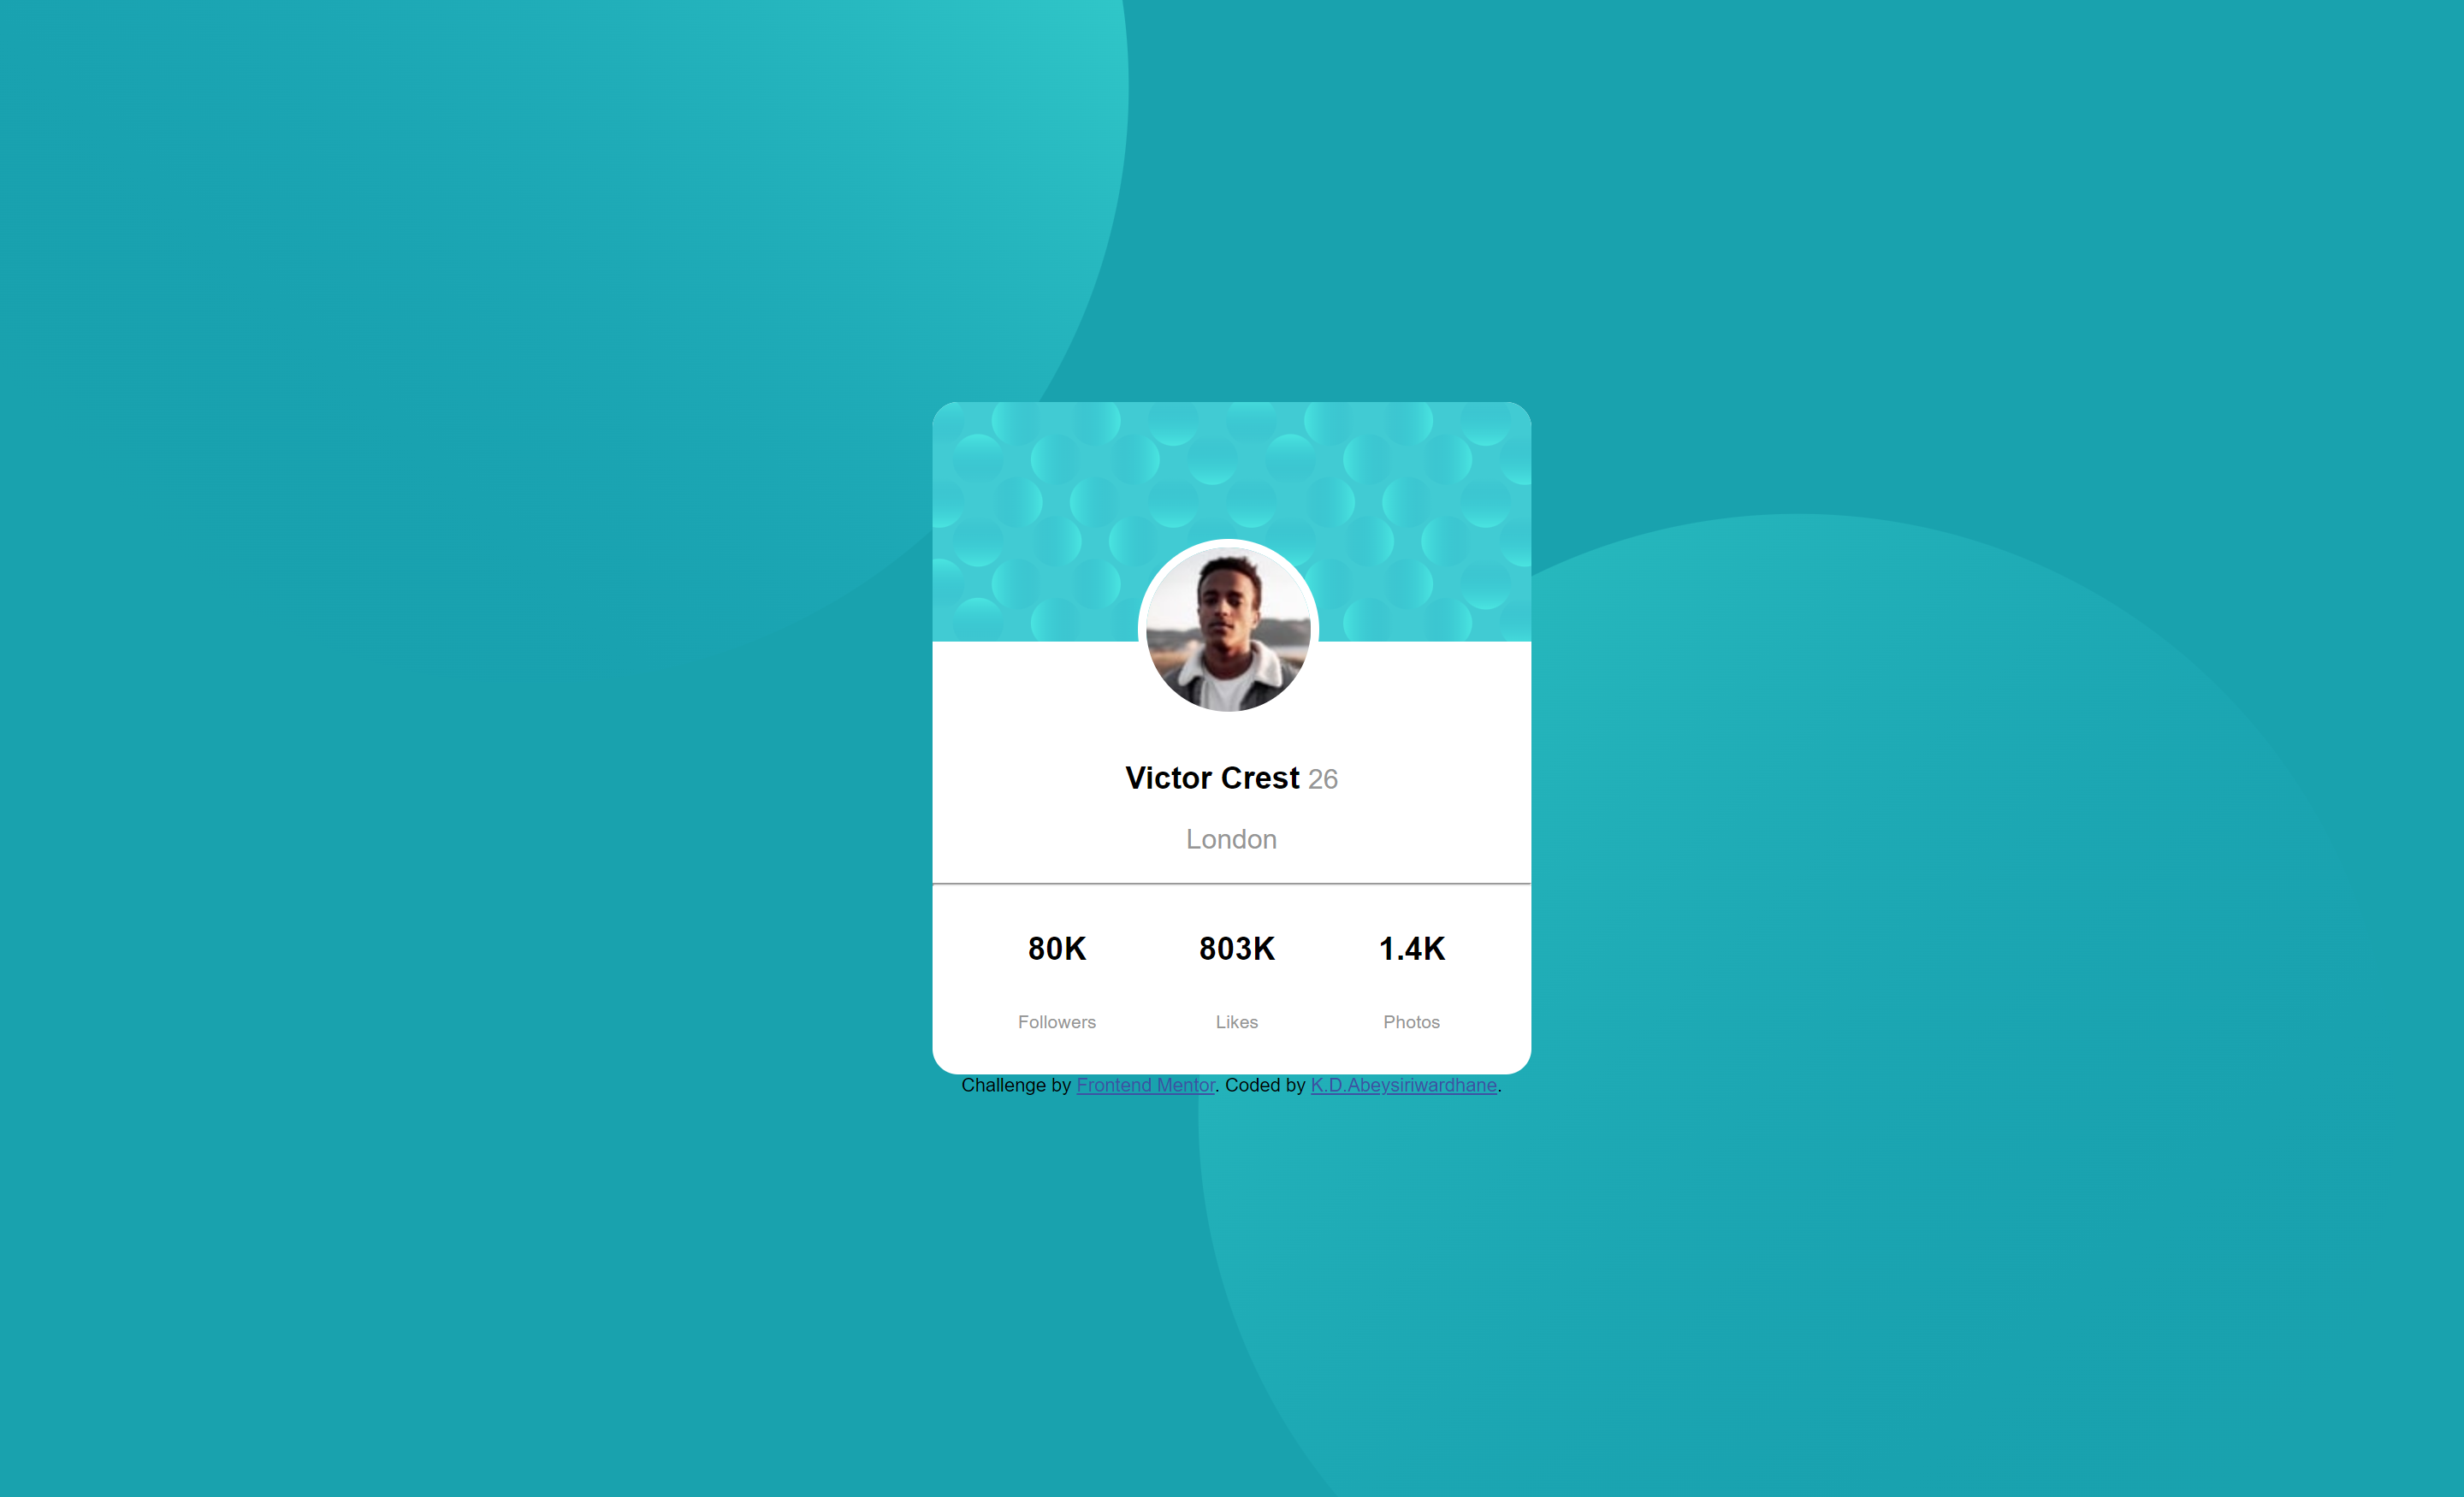 Victor Crest 26
London
80K 803K 1.4K
Followers Likes Photos
Challenge by Frontend Mentor. Coded by K.D.Abeysiriwardhane.